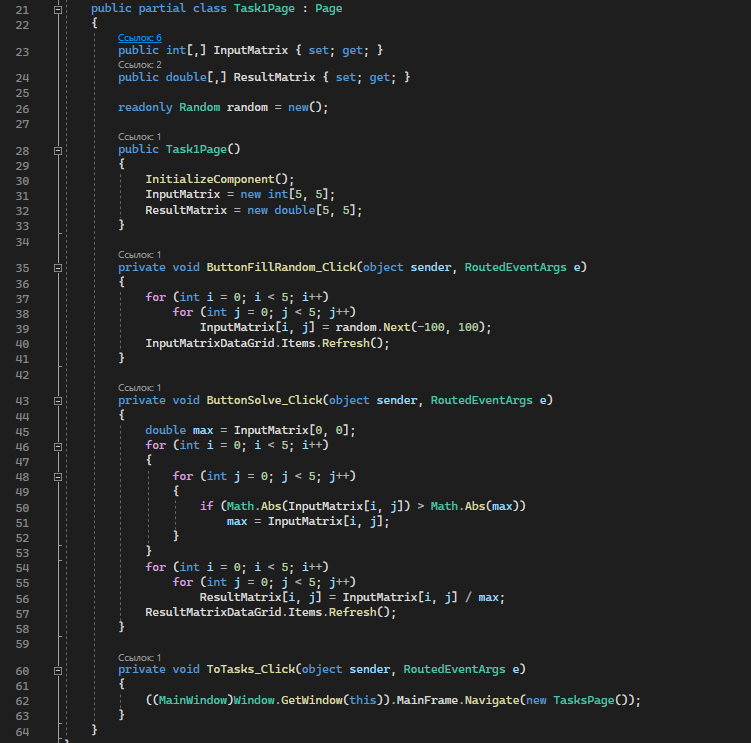 21 public partial class Task1Page : Page
22 {
Ссылок: 6
23 public int[,] InputMatrix { set; get; }
Ссылок: 2
24 public double[,] ResultMatrix { set; get; }
25
26 readonly Random random = new();
27
Ссылок: 1
28 public Task1Page()
29 {
30 InitializeComponent();
31 InputMatrix = new int[5, 5];
32 ResultMatrix = new double[5, 5];
33 }
34
Ссылок: 1
35 private void ButtonFillRandom_Click(object sender, RoutedEventArgs e)
36 {
37 for (int i = 0; i < 5; i++)
38 for (int j = 0; j < 5; j++)
39 InputMatrix[i, j] = random.Next(-100, 100);
40 InputMatrixDataGrid.Items.Refresh();
41 }
42
Ссылок: 1
43 private void ButtonSolve_Click(object sender, RoutedEventArgs e)
44 {
45 double max = InputMatrix[0, 0];
46 for (int i = 0; i < 5; i++)
47 {
48 for (int j = 0; j < 5; j++)
49 {
50 if (Math.Abs(InputMatrix[i, j]) > Math.Abs(max))
51 max = InputMatrix[i, j];
52 }
53 }
54 for (int i = 0; i < 5; i++)
55 for (int j = 0; j < 5; j++)
56 ResultMatrix[i, j] = InputMatrix[i, j] / max;
57 ResultMatrixDataGrid.Items.Refresh();
58 }
59
Ссылок: 1
60 private void ToTasks_Click(object sender, RoutedEventArgs e)
61 {
62 ((MainWindow)Window.GetWindow(this)).MainFrame.Navigate(new TasksPage());
63 }
64 }